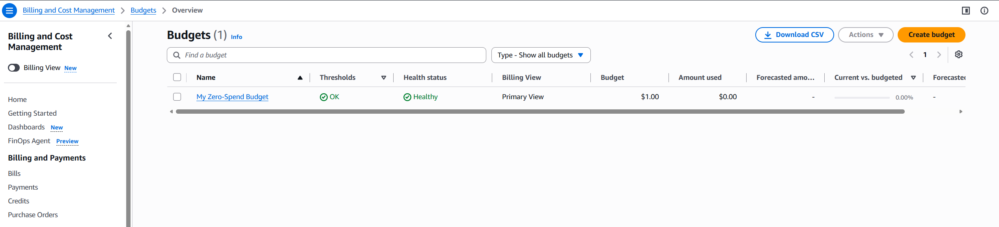 Billing and Cost Management > Budgets > Overview
Billing and Cost
Management
Billing View New
Home
Getting Started
Dashboards New
FinOps Agent Preview
Billing and Payments
Bills
Payments
Credits
Purchase Orders
Budgets (1) Info
Download CSV Actions Create budget
Find a budget Type - Show all budgets 1
Name Thresholds Health status Billing View Budget Amount used Forecasted amo... Current vs. budgeted Forecasted
My Zero-Spend Budget OK Healthy Primary View $1.00 $0.00 - 0.00% -